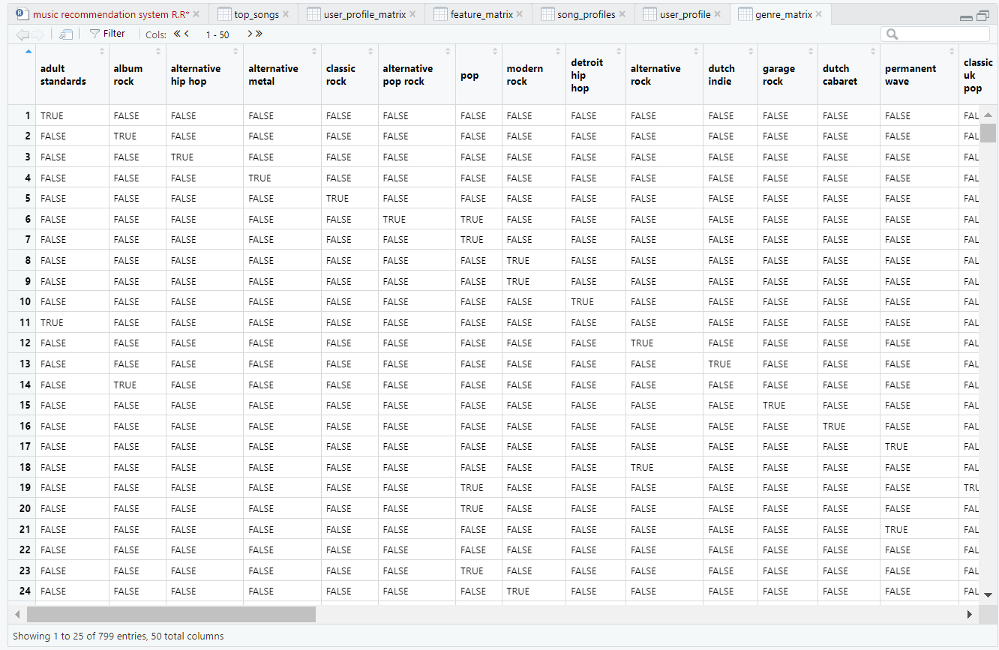 music recommendation system R.R* top_songs user_profile_matrix feature_matrix song_profiles user_profile genre_matrix
Filter Cols: 1 - 50
adult standards album rock alternative hip hop alternative metal classic rock alternative pop rock pop modern rock detroit hip hop alternative rock dutch indie garage rock dutch cabaret permanent wave classic uk pop
1 TRUE FALSE FALSE FALSE FALSE FALSE FALSE FALSE FALSE FALSE FALSE FALSE FALSE FALSE FAL
2 FALSE TRUE FALSE FALSE FALSE FALSE FALSE FALSE FALSE FALSE FALSE FALSE FALSE FALSE FAL
3 FALSE FALSE TRUE FALSE FALSE FALSE FALSE FALSE FALSE FALSE FALSE FALSE FALSE FALSE FAL
4 FALSE FALSE FALSE TRUE FALSE FALSE FALSE FALSE FALSE FALSE FALSE FALSE FALSE FALSE FAL
5 FALSE FALSE FALSE FALSE TRUE FALSE FALSE FALSE FALSE FALSE FALSE FALSE FALSE FALSE FAL
6 FALSE FALSE FALSE FALSE FALSE TRUE TRUE FALSE FALSE FALSE FALSE FALSE FALSE FALSE FAL
7 FALSE FALSE FALSE FALSE FALSE FALSE TRUE FALSE FALSE FALSE FALSE FALSE FALSE FALSE FAL
8 FALSE FALSE FALSE FALSE FALSE FALSE FALSE TRUE FALSE FALSE FALSE FALSE FALSE FALSE FAL
9 FALSE FALSE FALSE FALSE FALSE FALSE FALSE TRUE FALSE FALSE FALSE FALSE FALSE FALSE FAL
10 FALSE FALSE FALSE FALSE FALSE FALSE FALSE FALSE TRUE FALSE FALSE FALSE FALSE FALSE FAL
11 TRUE FALSE FALSE FALSE FALSE FALSE FALSE FALSE FALSE FALSE FALSE FALSE FALSE FALSE FAL
12 FALSE FALSE FALSE FALSE FALSE FALSE FALSE FALSE FALSE TRUE FALSE FALSE FALSE FALSE FAL
13 FALSE FALSE FALSE FALSE FALSE FALSE FALSE FALSE FALSE FALSE TRUE FALSE FALSE FALSE FAL
14 FALSE TRUE FALSE FALSE FALSE FALSE FALSE FALSE FALSE FALSE FALSE FALSE FALSE FALSE FAL
15 FALSE FALSE FALSE FALSE FALSE FALSE FALSE FALSE FALSE FALSE FALSE TRUE FALSE FALSE FAL
16 FALSE FALSE FALSE FALSE FALSE FALSE FALSE FALSE FALSE FALSE FALSE FALSE TRUE FALSE FAL
17 FALSE FALSE FALSE FALSE FALSE FALSE FALSE FALSE FALSE FALSE FALSE FALSE FALSE TRUE FAL
18 FALSE FALSE FALSE FALSE FALSE FALSE FALSE FALSE FALSE TRUE FALSE FALSE FALSE FALSE FAL
19 FALSE FALSE FALSE FALSE FALSE FALSE TRUE FALSE FALSE FALSE FALSE FALSE FALSE FALSE TRU
20 FALSE FALSE FALSE FALSE FALSE FALSE TRUE FALSE FALSE FALSE FALSE FALSE FALSE FALSE FAL
21 FALSE FALSE FALSE FALSE FALSE FALSE FALSE FALSE FALSE FALSE FALSE FALSE FALSE TRUE FAL
22 FALSE FALSE FALSE FALSE FALSE FALSE FALSE FALSE FALSE FALSE FALSE FALSE FALSE FALSE FAL
23 FALSE FALSE FALSE FALSE FALSE FALSE TRUE FALSE FALSE FALSE FALSE FALSE FALSE FALSE FAL
24 FALSE FALSE FALSE FALSE FALSE FALSE FALSE TRUE FALSE FALSE FALSE FALSE FALSE FALSE FAL
Showing 1 to 25 of 799 entries, 50 total columns